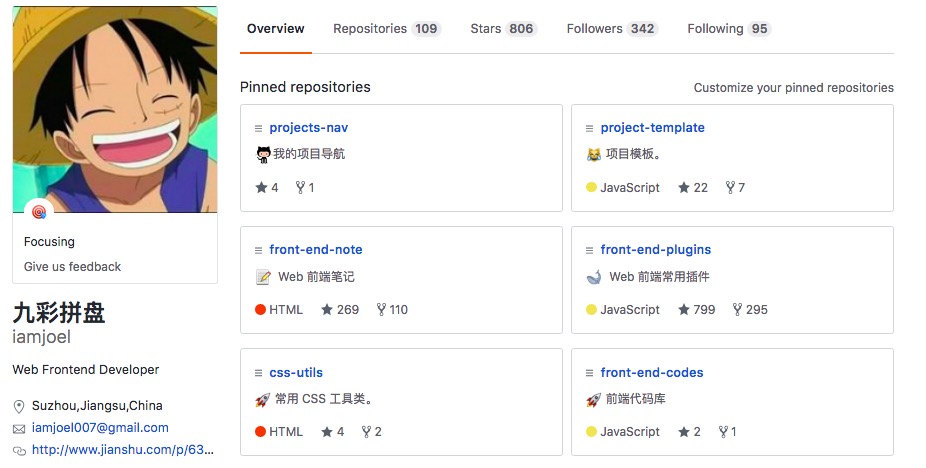 Overview Repositories 109 Stars 806 Followers 342 Following 95
Pinned repositories Customize your pinned repositories
projects-nav
我的项目导航
4 1
project-template
项目模板。
JavaScript 22 7
front-end-note
Web 前端笔记
HTML 269 110
front-end-plugins
Web 前端常用插件
JavaScript 799 295
css-utils
常用 CSS 工具类。
HTML 4 2
front-end-codes
前端代码库
JavaScript 2 1
Focusing
Give us feedback
九彩拼盘
iamjoel
Web Frontend Developer
Suzhou,Jiangsu,China
iamjoel007@gmail.com
http://www.jianshu.com/p/63...